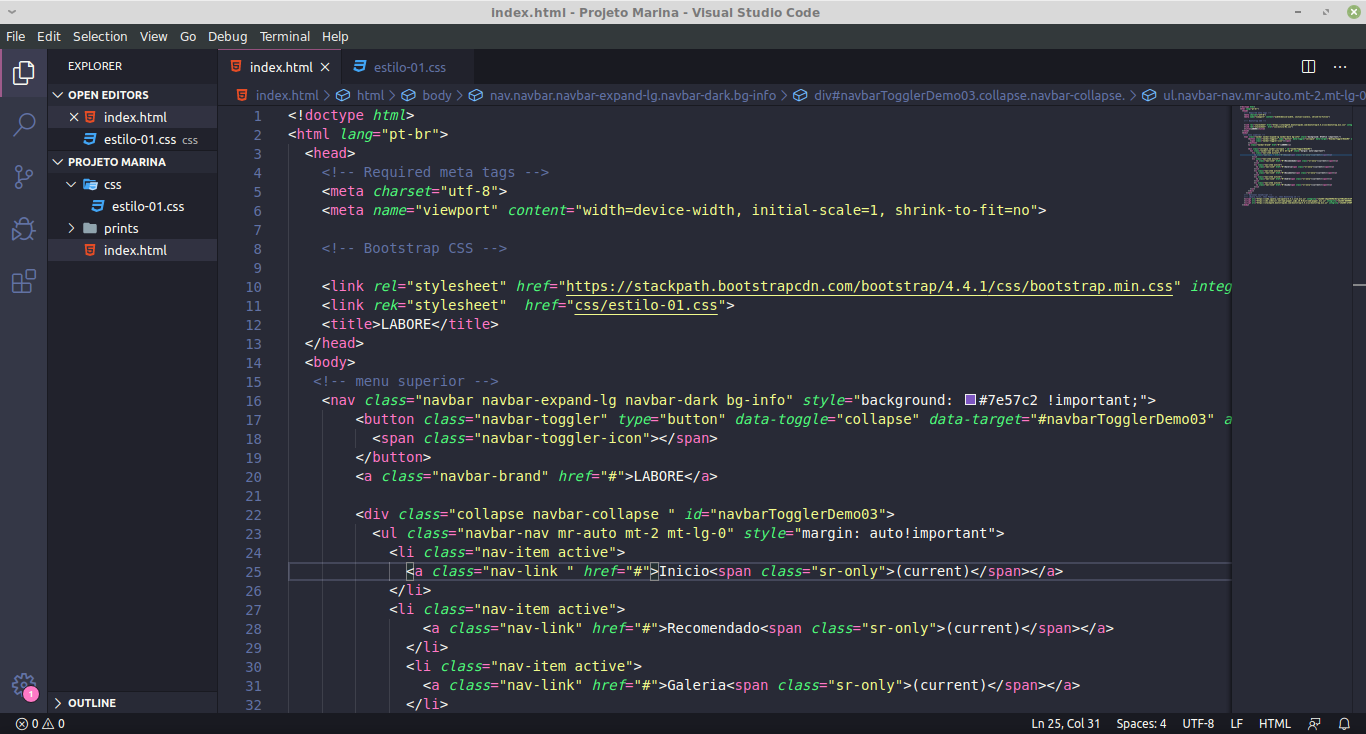 index.html - Projeto Marina - Visual Studio Code
File Edit Selection View Go Debug Terminal Help
EXPLORER
OPEN EDITORS
index.html
estilo-01.css css
PROJETO MARINA
css
estilo-01.css
prints
index.html
OUTLINE
1
index.html
estilo-01.css
index.html > html > body > nav.navbar.navbar-expand-lg.navbar-dark.bg-info > div#navbarTogglerDemo03.collapse.navbar-collapse. > ul.navbar-nav.mr-auto.mt-2.mt-lg-0
1 <!doctype html>
2 <html lang="pt-br">
3 <head>
4 <!-- Required meta tags -->
5 <meta charset="utf-8">
6 <meta name="viewport" content="width=device-width, initial-scale=1, shrink-to-fit=no">
7
8 <!-- Bootstrap CSS -->
9
10 <link rel="stylesheet" href="https://stackpath.bootstrapcdn.com/bootstrap/4.4.1/css/bootstrap.min.css" integ
11 <link rek="stylesheet"  href="css/estilo-01.css">
12 <title>LABORE</title>
13 </head>
14 <body>
15 <!-- menu superior -->
16 <nav class="navbar navbar-expand-lg navbar-dark bg-info" style="background: #7e57c2 !important;">
17 <button class="navbar-toggler" type="button" data-toggle="collapse" data-target="#navbarTogglerDemo03" a
18 <span class="navbar-toggler-icon"></span>
19 </button>
20 <a class="navbar-brand" href="#">LABORE</a>
21
22 <div class="collapse navbar-collapse " id="navbarTogglerDemo03">
23 <ul class="navbar-nav mr-auto mt-2 mt-lg-0" style="margin: auto!important">
24 <li class="nav-item active">
25 <a class="nav-link " href="#">Inicio<span class="sr-only">(current)</span></a>
26 </li>
27 <li class="nav-item active">
28 <a class="nav-link" href="#">Recomendado<span class="sr-only">(current)</span></a>
29 </li>
30 <li class="nav-item active">
31 <a class="nav-link" href="#">Galeria<span class="sr-only">(current)</span></a>
32 </li>
0 0
Ln 25, Col 31 Spaces: 4 UTF-8 LF HTML